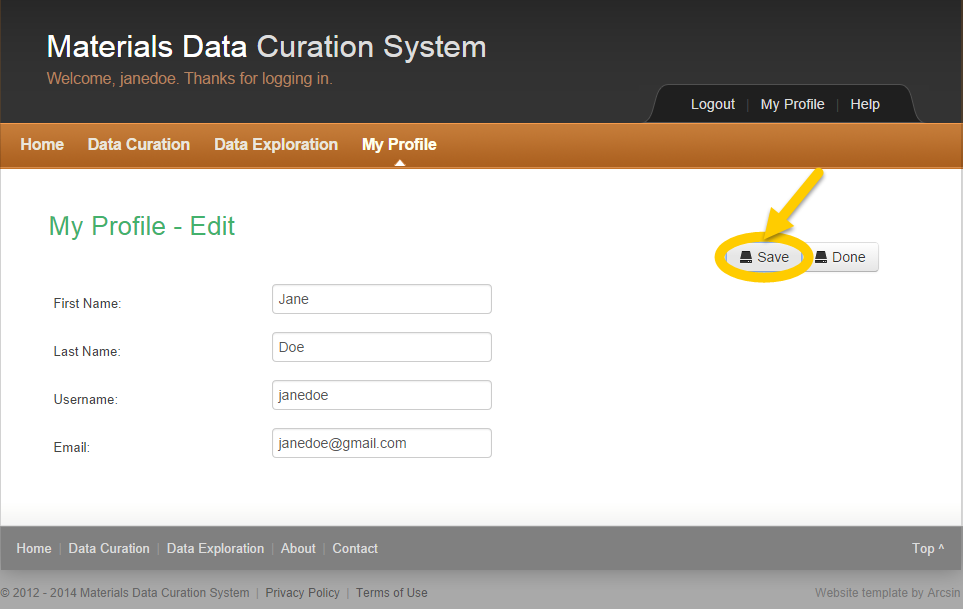 Materials Data Curation System
Welcome, janedoe. Thanks for logging in.
Logout | My Profile | Help
Home Data Curation Data Exploration My Profile
My Profile - Edit
Save Done
First Name: Jane
Last Name: Doe
Username: janedoe
Email: janedoe@gmail.com
Home | Data Curation | Data Exploration | About | Contact Top ^
© 2012 - 2014 Materials Data Curation System | Privacy Policy | Terms of Use Website template by Arcsin